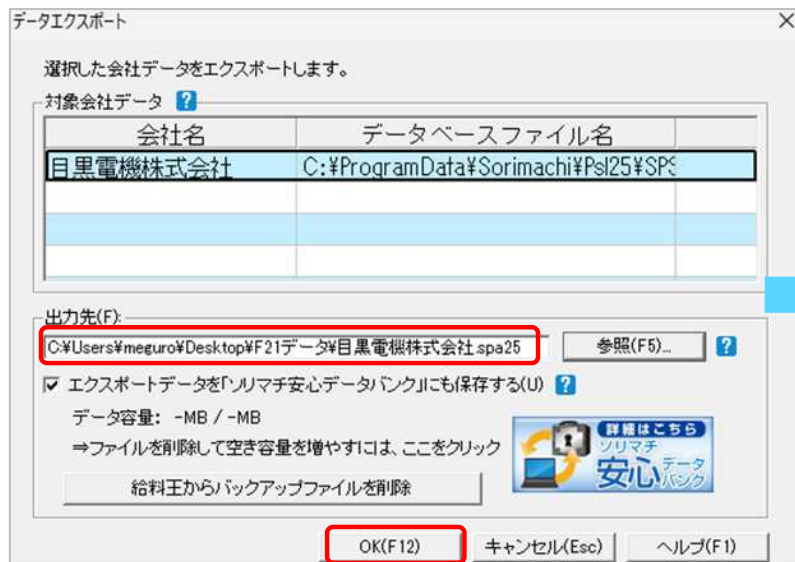 データエクスポート
選択した会社データをエクスポートします。
対象会社データ ?
会社名 データベースファイル名
目黒電機株式会社 C:¥ProgramData¥Sorimachi¥Psl25¥SPS
出力先(F):
C:¥Users¥meguro¥Desktop¥F21データ¥目黒電機株式会社.spa25 参照(F5)... ?
エクスポートデータを「ソリマチ安心データバンク」にも保存する(U) ?
データ容量: -MB / -MB
⇒ファイルを削除して空き容量を増やすには、ここをクリック
給料王からバックアップファイルを削除
詳細はこちら
ソリマチ
安心データバンク
OK(F12) キャンセル(Esc) ヘルプ(F1)